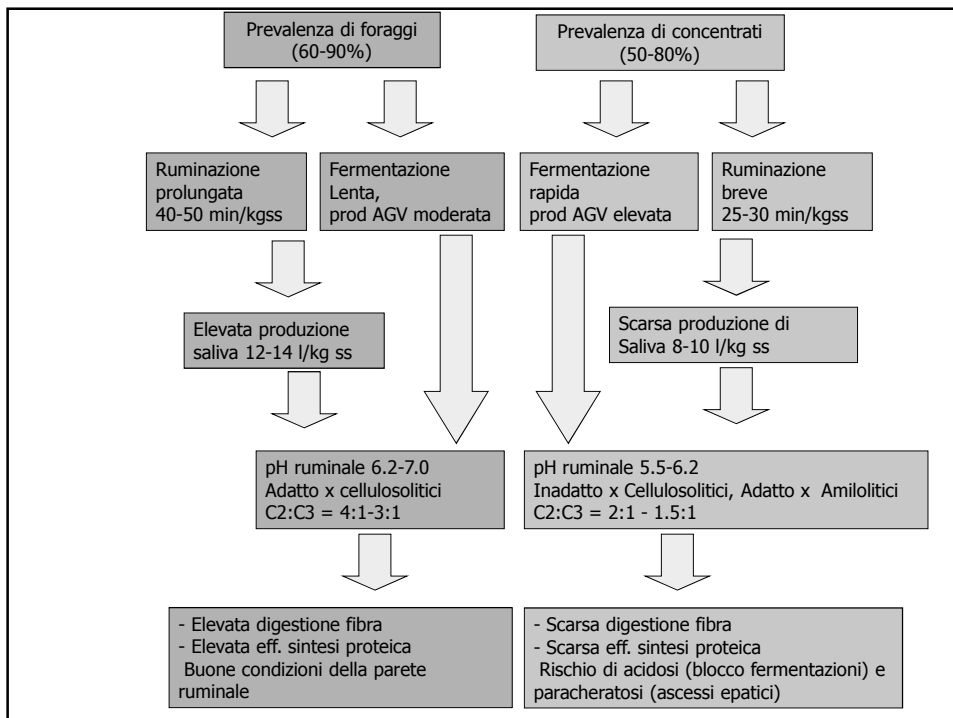 Prevalenza di foraggi
(60-90%)
Prevalenza di concentrati
(50-80%)
Ruminazione
prolungata
40-50 min/kgss
Fermentazione
Lenta,
prod AGV moderata
Fermentazione
rapida
prod AGV elevata
Ruminazione
breve
25-30 min/kgss
Elevata produzione
saliva 12-14 l/kg ss
Scarsa produzione di
Saliva 8-10 l/kg ss
pH ruminale 6.2-7.0
Adatto x cellusolitici
C2:C3 = 4:1-3:1
pH ruminale 5.5-6.2
Inadatto x Cellusolitici, Adatto x Amilolitici
C2:C3 = 2:1 - 1.5:1
- Elevata digestione fibra
- Elevata eff. sintesi proteica
Buone condizioni della parete
ruminale
- Scarsa digestione fibra
- Scarsa eff. sintesi proteica
Rischio di acidosi (blocco fermentazioni) e
paracheratosi (ascessi epatici)